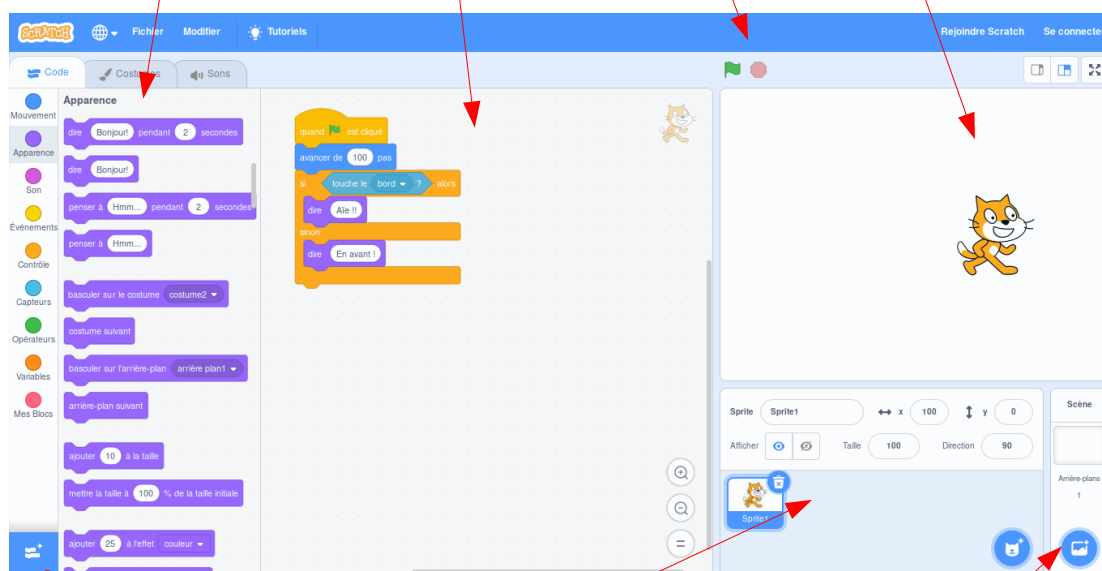 SCRATCH Fichier Modifier Tutoriels Rejoindre Scratch Se connecte
Code Costumes Sons
Mouvement
Apparence
Son
Événements
Contrôle
Capteurs
Opérateurs
Variables
Mes Blocs
Apparence
dire Bonjour! pendant 2 secondes
dire Bonjour!
penser à Hmm... pendant 2 secondes
penser à Hmm...
basculer sur le costume costume2
costume suivant
basculer sur l'arrière-plan arrière plan1
arrière-plan suivant
ajouter 10 à la taille
mettre la taille à 100 % de la taille initiale
ajouter 25 à l'effet couleur
quand est cliqué
avancer de 100 pas
si touche le bord ? alors
dire Aïe !!
sinon
dire En avant !
Sprite Sprite1 x 100 y 0
Afficher Taille 100 Direction 90
Sprite1
Scène
Arrière-plans
1